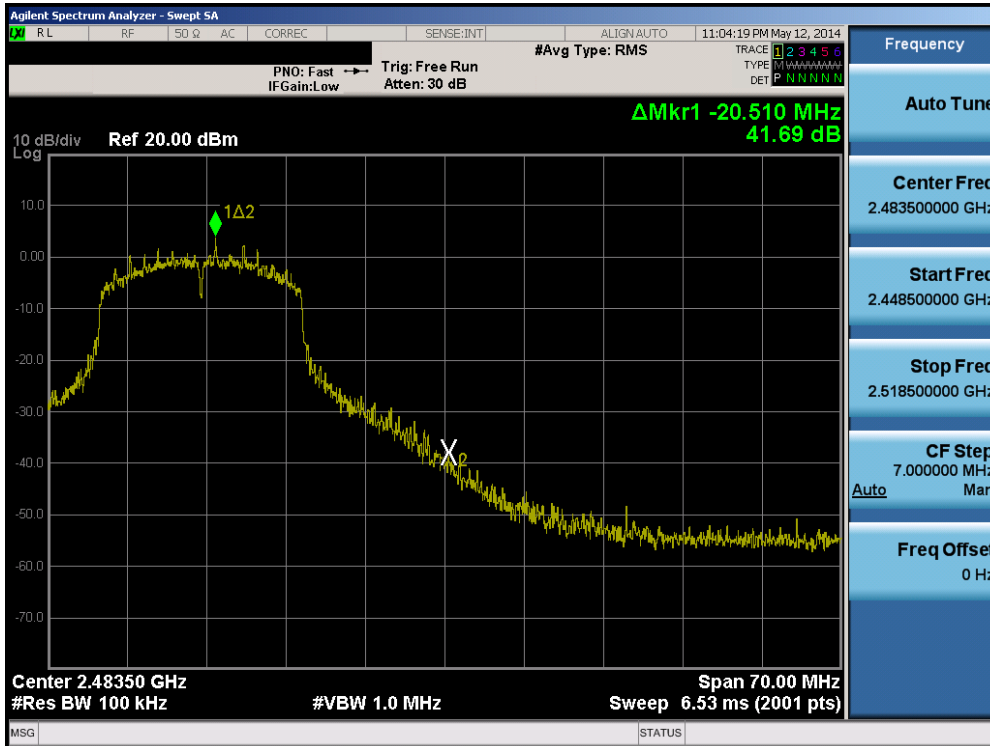 Agilent Spectrum Analyzer - Swept SA
LXI RL RF 50 Ω AC CORREC SENSE:INT ALIGN AUTO 11:04:19 PM May 12, 2014
#Avg Type: RMS TRACE 1 2 3 4 5 6
PNO: Fast Trig: Free Run TYPE M WWWWW
IFGain:Low Atten: 30 dB DET P N N N N N
ΔMkr1 -20.510 MHz
41.69 dB
10 dB/div Ref 20.00 dBm
Log
10.0
1Δ2
0.00
-10.0
-20.0
-30.0
-40.0
X2
-50.0
-60.0
-70.0
Center 2.48350 GHz Span 70.00 MHz
#Res BW 100 kHz #VBW 1.0 MHz Sweep 6.53 ms (2001 pts)
MSG STATUS
Frequency
Auto Tune
Center Freq
2.483500000 GHz
Start Freq
2.448500000 GHz
Stop Freq
2.518500000 GHz
CF Step
7.000000 MHz
Auto Man
Freq Offset
0 Hz